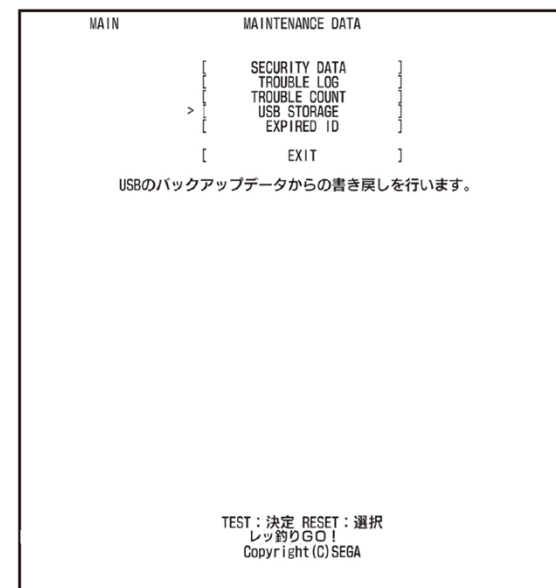 MAIN MAINTENANCE DATA
[ SECURITY DATA ]
[ TROUBLE LOG ]
[ TROUBLE COUNT ]
> [ USB STORAGE ]
[ EXPIRED ID ]
[ EXIT ]
USBのバックアップデータからの書き戻しを行います。
TEST：決定 RESET：選択
レッ釣りGO！
Copyright(C)SEGA